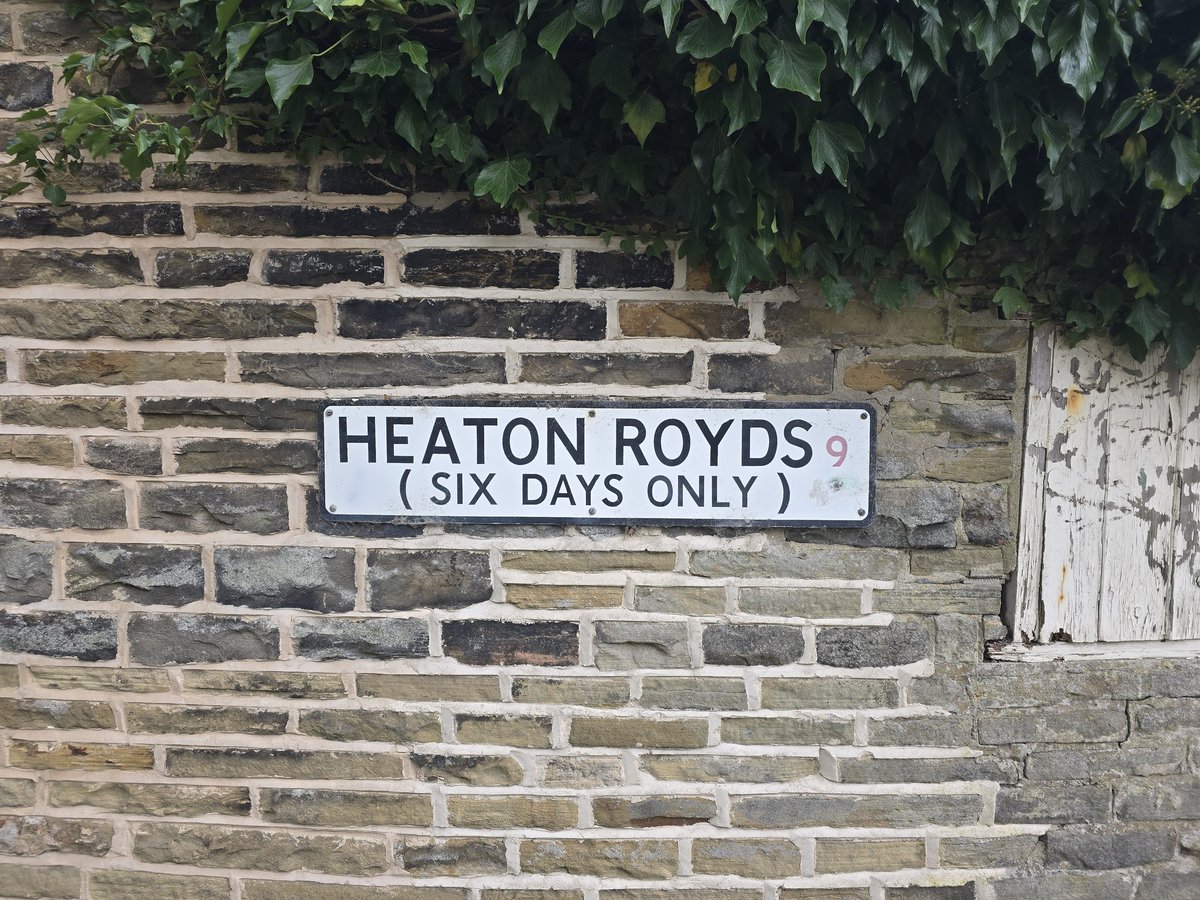 HEATON ROYDS 9
( SIX DAYS ONLY )